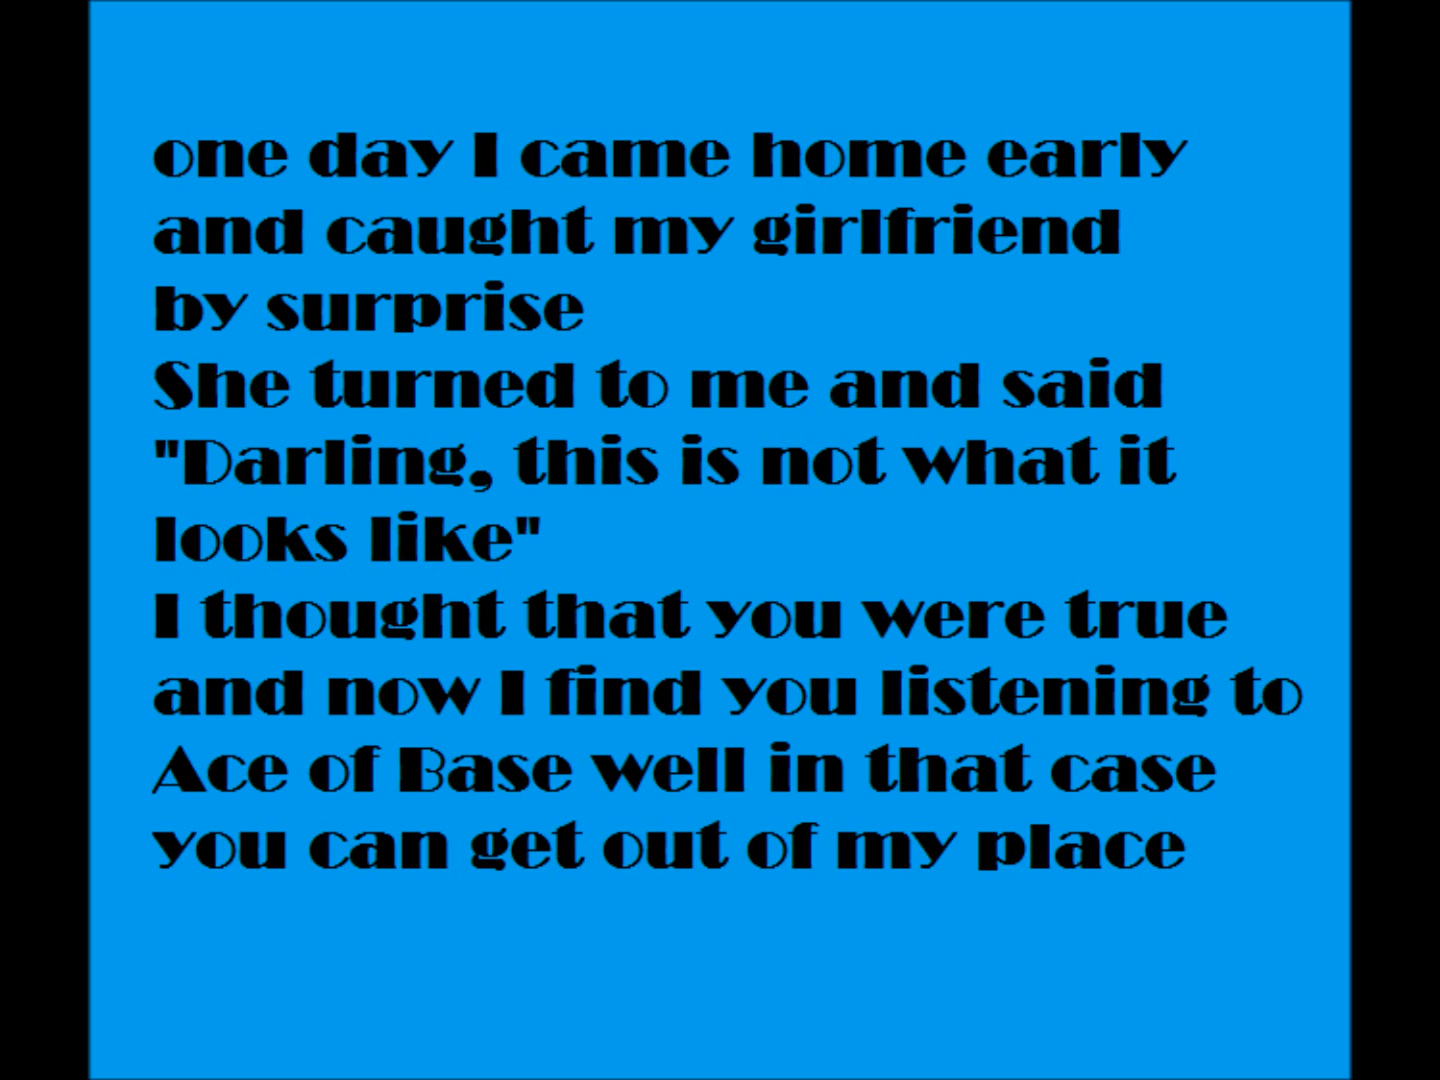 one day I came home early
and caught my girlfriend
by surprise
She turned to me and said
"Darling, this is not what it
looks like"
I thought that you were true
and now I find you listening to
Ace of Base well in that case
you can get out of my place